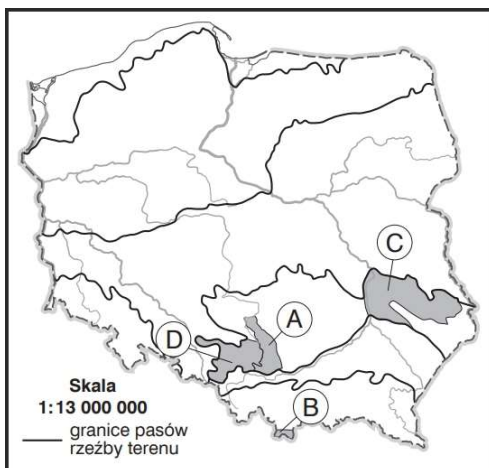 C
A
D
B
Skala
1:13 000 000
granice pasów
rzeźby terenu